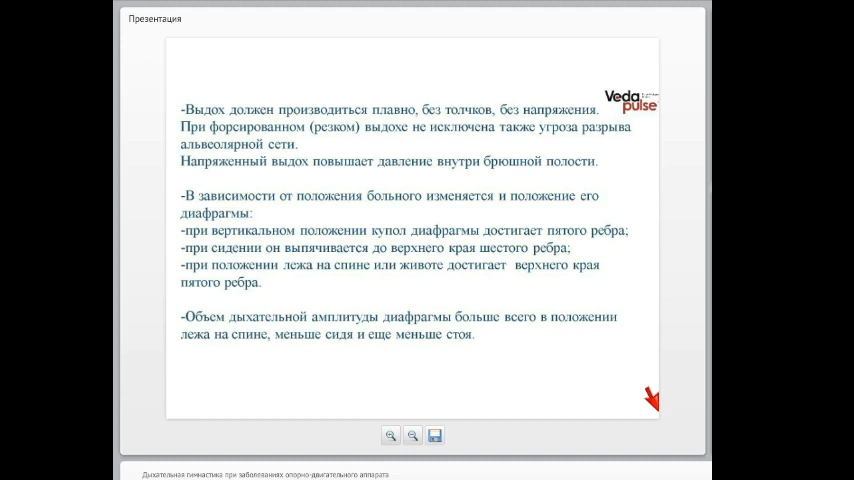 Презентация
Veda
pulse
-Выдох должен производиться плавно, без толчков, без напряжения.
При форсированном (резком) выдохе не исключена также угроза разрыва
альвеолярной сети.
Напряженный выдох повышает давление внутри брюшной полости.
-В зависимости от положения больного изменяется и положение его
диафрагмы:
-при вертикальном положении купол диафрагмы достигает пятого ребра;
-при сидении он выпячивается до верхнего края шестого ребра;
-при положении лежа на спине или животе достигает верхнего края
пятого ребра.
-Объем дыхательной амплитуды диафрагмы больше всего в положении
лежа на спине, меньше сидя и еще меньше стоя.
Дыхательная гимнастика при заболеваниях опорно-двигательного аппарата